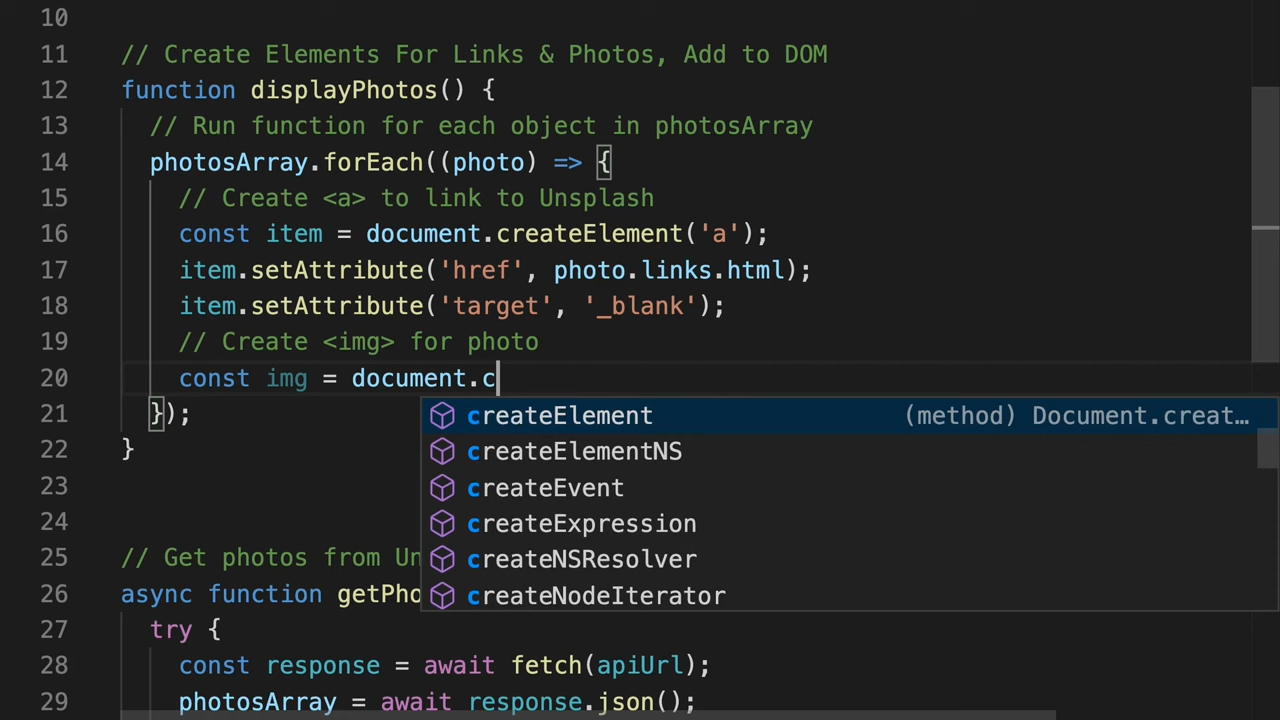 10
11 // Create Elements For Links & Photos, Add to DOM
12 function displayPhotos() {
13 // Run function for each object in photosArray
14 photosArray.forEach((photo) => {
15 // Create <a> to link to Unsplash
16 const item = document.createElement('a');
17 item.setAttribute('href', photo.links.html);
18 item.setAttribute('target', '_blank');
19 // Create <img> for photo
20 const img = document.c
21 });
createElement (method) Document.creat…
22 }
createElementNS
23
createEvent
24
createExpression
25 // Get photos from Un
createNSResolver
26 async function getPho
createNodeIterator
27 try {
28 const response = await fetch(apiUrl);
29 photosArray = await response.json();